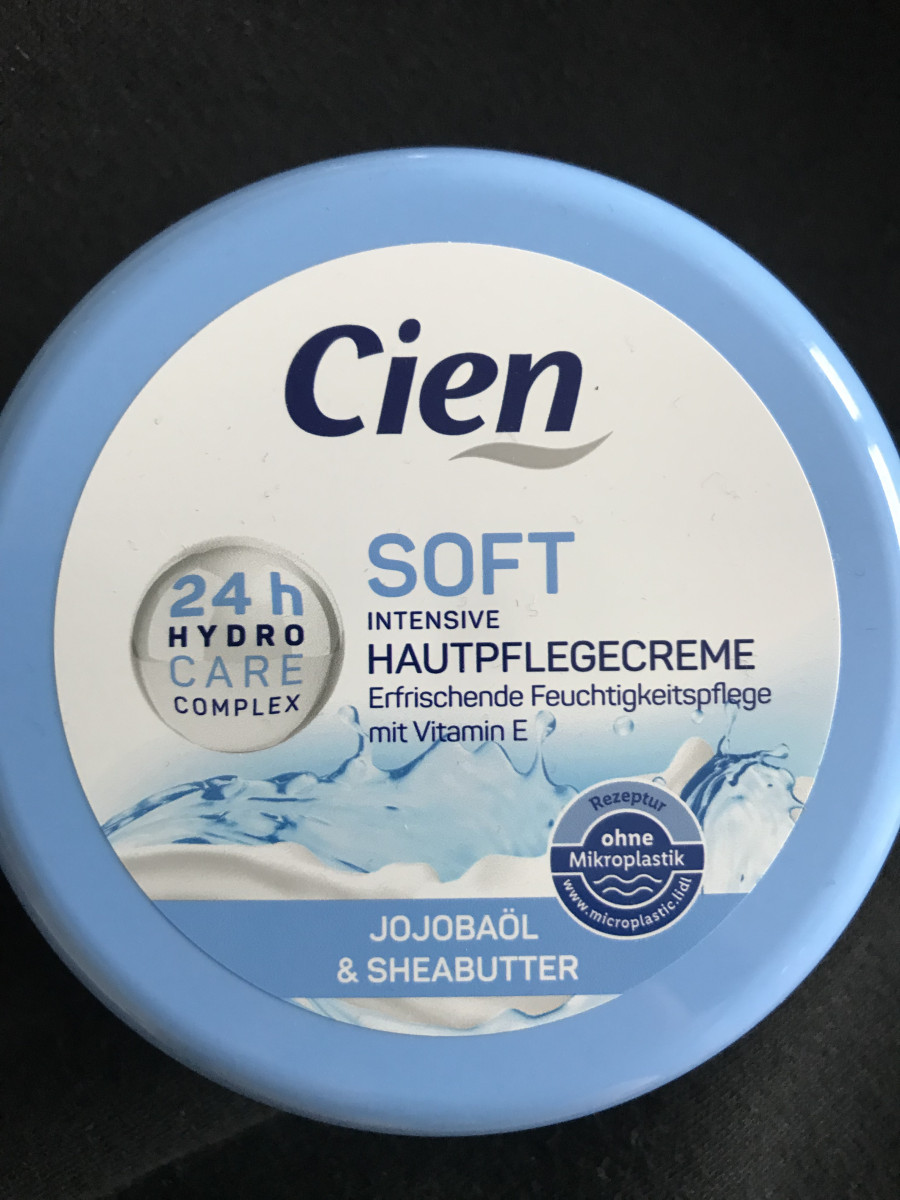 Cien
SOFT
INTENSIVE
HAUTPFLEGECREME
Erfrischende Feuchtigkeitspflege
mit Vitamin E
24 h
HYDRO
CARE
COMPLEX
Rezeptur
ohne
Mikroplastik
www.microplastic.lidl
JOJOBAÖL
& SHEABUTTER